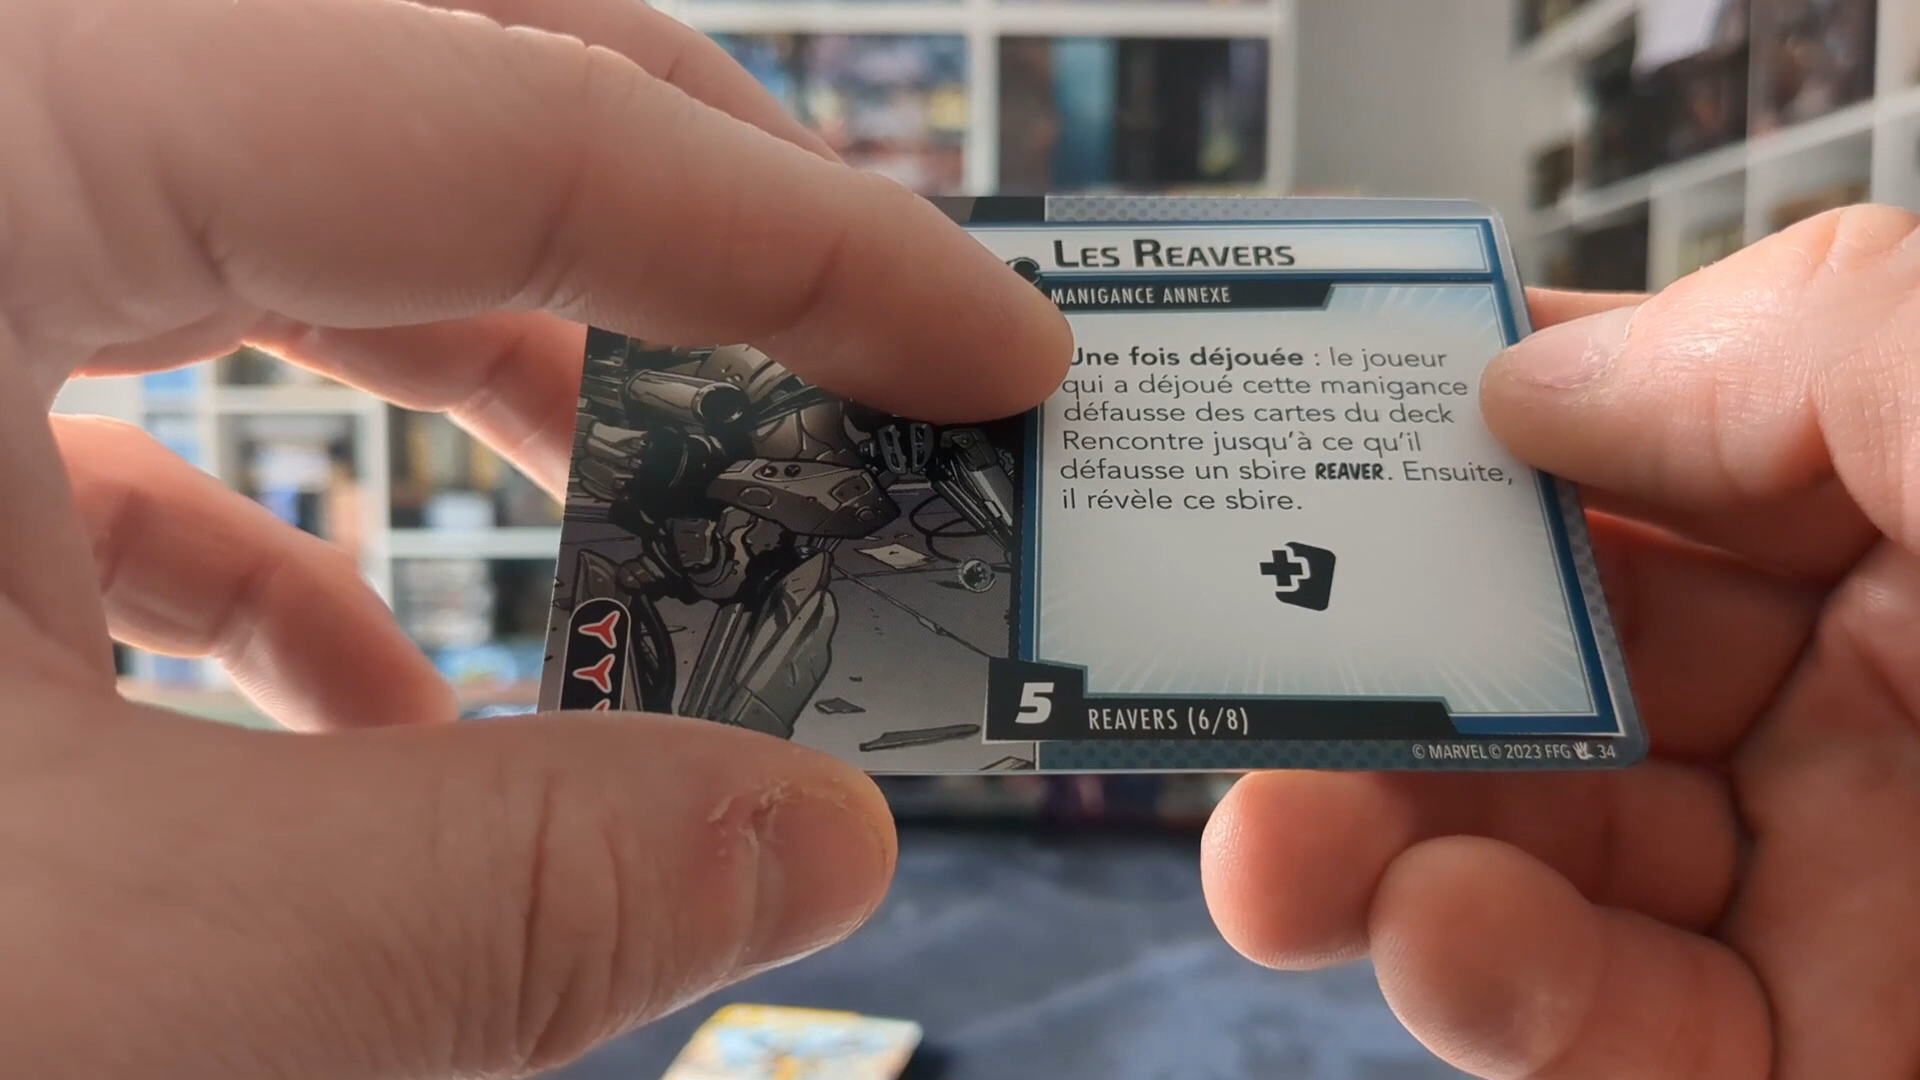 LES REAVERS
MANIGANCE ANNEXE
Une fois déjouée : le joueur
qui a déjoué cette manigance
défausse des cartes du deck
Rencontre jusqu'à ce qu'il
défausse un sbire REAVER. Ensuite,
il révèle ce sbire.
5
REAVERS (6/8)
© MARVEL © 2023 FFG 34